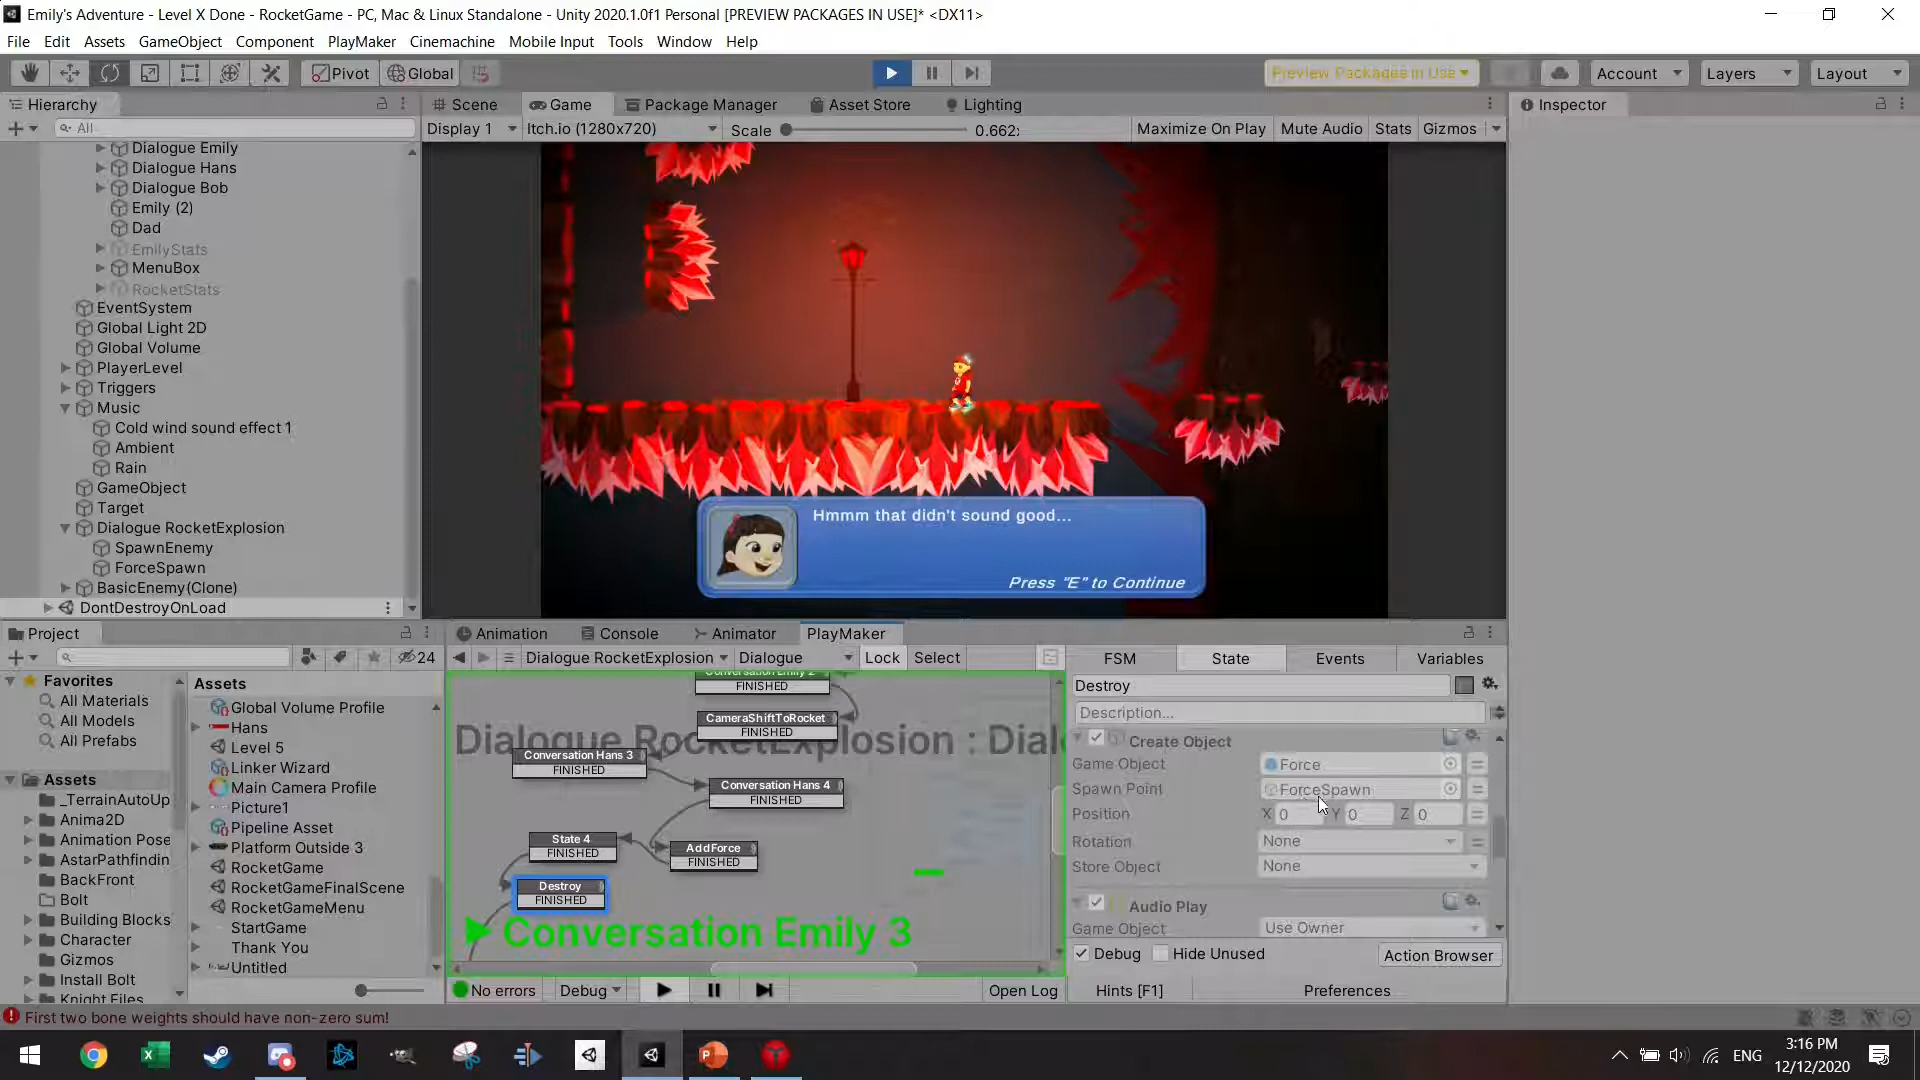 Emily's Adventure - Level X Done - RocketGame - PC, Mac & Linux Standalone - Unity 2020.1.0f1 Personal [PREVIEW PACKAGES IN USE]* <DX11>
File Edit Assets GameObject Component PlayMaker Cinemachine Mobile Input Tools Window Help
Pivot Global Preview Packages in Use Account Layers Layout
Hierarchy
All
Dialogue Emily
Dialogue Hans
Dialogue Bob
Emily (2)
Dad
EmilyStats
MenuBox
RocketStats
EventSystem
Global Light 2D
Global Volume
PlayerLevel
Triggers
Music
Cold wind sound effect 1
Ambient
Rain
GameObject
Target
Dialogue RocketExplosion
SpawnEnemy
ForceSpawn
BasicEnemy(Clone)
DontDestroyOnLoad
Scene Game Package Manager Asset Store Lighting
Display 1 Itch.io (1280x720) Scale 0.662: Maximize On Play Mute Audio Stats Gizmos
Hmmm that didn't sound good...
Press "E" to Continue
Inspector
Project
24
Favorites
All Materials
All Models
All Prefabs
Assets
_TerrainAutoUp
Anima2D
Animation Pose
AstarPathfindin
BackFront
Bolt
Building Blocks
Character
Gizmos
Install Bolt
Knight Files
Assets
Global Volume Profile
Hans
Level 5
Linker Wizard
Main Camera Profile
Picture1
Pipeline Asset
Platform Outside 3
RocketGame
RocketGameFinalScene
RocketGameMenu
StartGame
Thank You
Untitled
Animation Console Animator PlayMaker
Dialogue RocketExplosion Dialogue Lock Select
Dialogue RocketExplosion : Dial
Conversation Emily 2
FINISHED
CameraShiftToRocket
FINISHED
Conversation Hans 3
FINISHED
Conversation Hans 4
FINISHED
State 4
FINISHED
AddForce
FINISHED
Destroy
FINISHED
Conversation Emily 3
No errors Debug Open Log
FSM State Events Variables
Destroy
Description...
Create Object
Game Object Force
Spawn Point ForceSpawn
Position X 0 Y 0 Z 0
Rotation None
Store Object None
Audio Play
Game Object Use Owner
Debug Hide Unused Action Browser
Hints [F1] Preferences
First two bone weights should have non-zero sum!
ENG
3:16 PM
12/12/2020